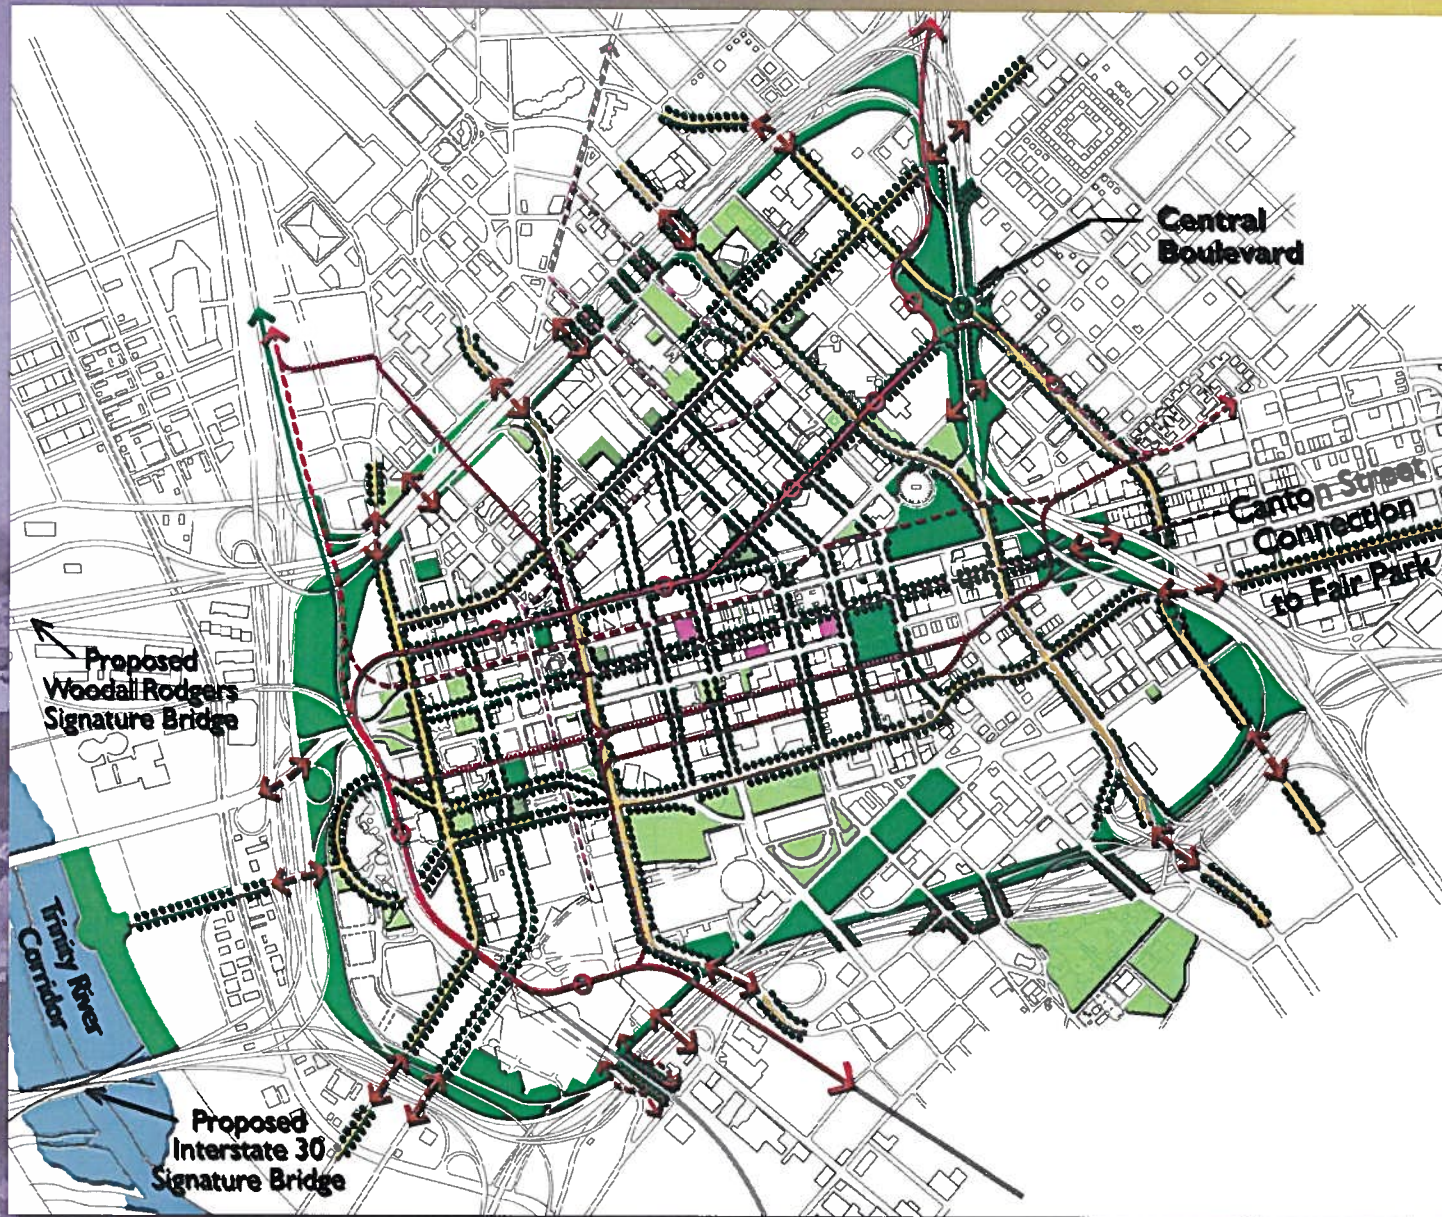 Central
Boulevard
Canton Street
Connection
to Fair Park
Proposed
Woodall Rodgers
Signature Bridge
Trinity River
Corridor
Proposed
Interstate 30
Signature Bridge